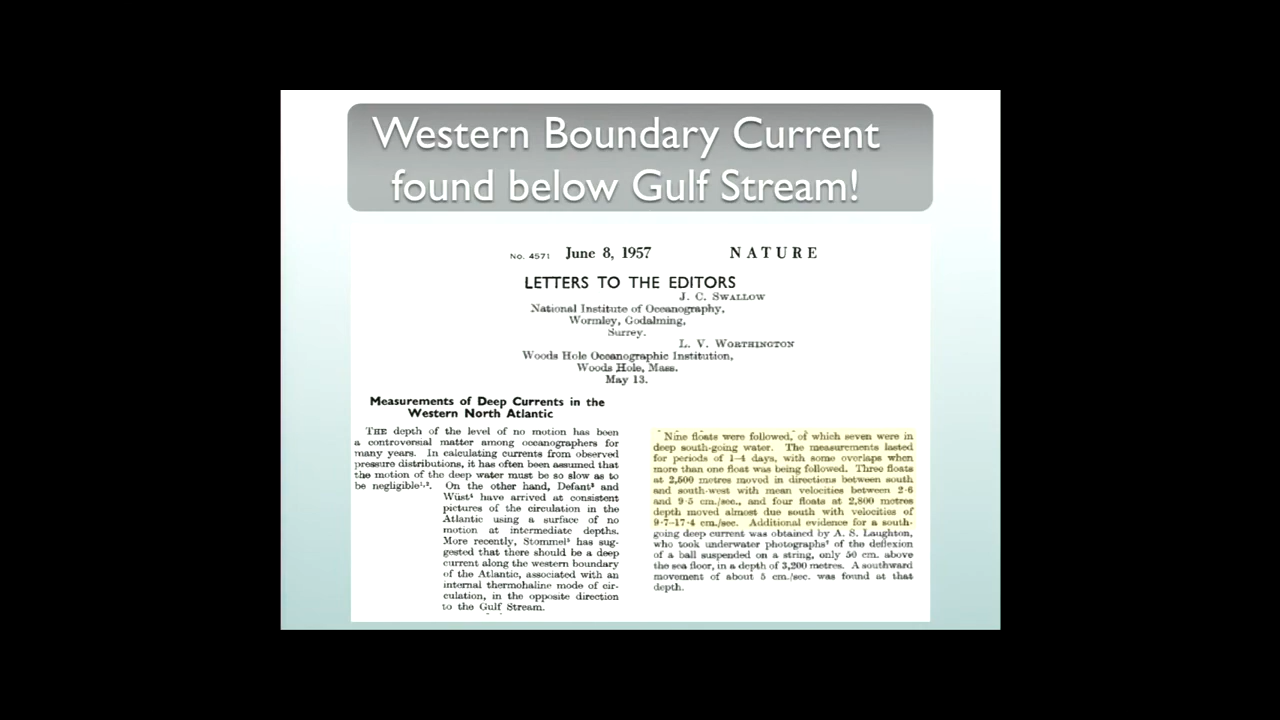 Western Boundary Current
found below Gulf Stream!
No. 4571 June 8, 1957 NATURE
LETTERS TO THE EDITORS
J. C. SWALLOW
National Institute of Oceanography,
Wormley, Godalming,
Surrey.
L. V. WORTHINGTON
Woods Hole Oceanographic Institution,
Woods Hole, Mass.
May 13.
Measurements of Deep Currents in the
Western North Atlantic
THE depth of the level of no motion has been
a controversial matter among oceanographers for
many years. In calculating currents from observed
pressure distributions, it has often been assumed that
the motion of the deep water must be so slow as to
be negligible¹,². On the other hand, Defant³ and
Wüst⁴ have arrived at consistent
pictures of the circulation in the
Atlantic using a surface of no
motion at intermediate depths.
More recently, Stommel⁵ has sug-
gested that there should be a deep
current along the western boundary
of the Atlantic, associated with an
internal thermohaline mode of cir-
culation, in the opposite direction
to the Gulf Stream.
Nine floats were followed, of which seven were in
deep south-going water. The measurements lasted
for periods of 1–4 days, with some overlaps when
more than one float was being followed. Three floats
at 2,500 metres moved in directions between south
and south-west with mean velocities between 2·6
and 9·5 cm./sec., and four floats at 2,800 metres
depth moved almost due south with velocities of
9·7–17·4 cm./sec. Additional evidence for a south-
going deep current was obtained by A. S. Laughton,
who took underwater photographs⁷ of the deflexion
of a ball suspended on a string, only 50 cm. above
the sea floor, in a depth of 3,200 metres. A southward
movement of about 5 cm./sec. was found at that
depth.